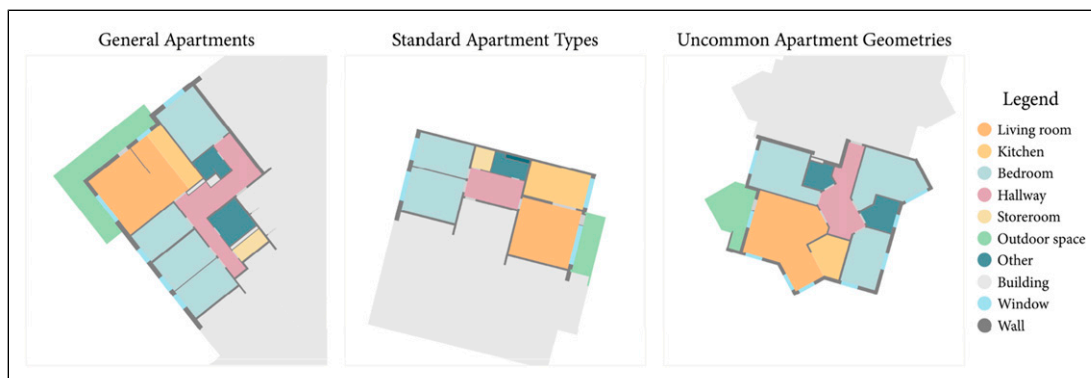 General Apartments
Standard Apartment Types
Uncommon Apartment Geometries
Legend
Living room
Kitchen
Bedroom
Hallway
Storeroom
Outdoor space
Other
Building
Window
Wall